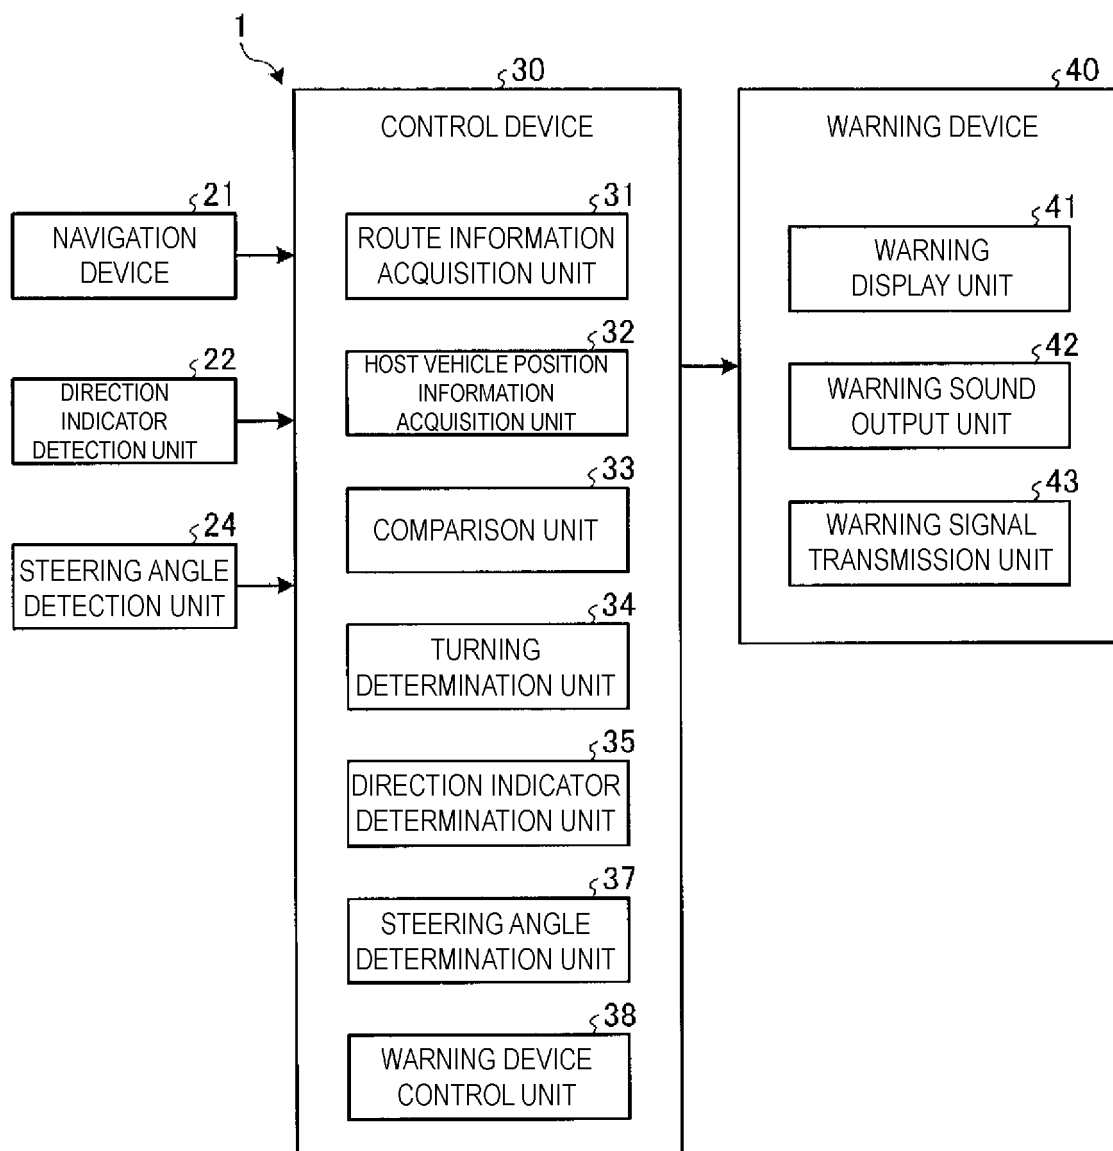 1
30
CONTROL DEVICE
40
WARNING DEVICE
21
NAVIGATION
DEVICE
22
DIRECTION
INDICATOR
DETECTION UNIT
24
STEERING ANGLE
DETECTION UNIT
31
ROUTE INFORMATION
ACQUISITION UNIT
32
HOST VEHICLE POSITION
INFORMATION
ACQUISITION UNIT
33
COMPARISON UNIT
34
TURNING
DETERMINATION UNIT
35
DIRECTION INDICATOR
DETERMINATION UNIT
37
STEERING ANGLE
DETERMINATION UNIT
38
WARNING DEVICE
CONTROL UNIT
41
WARNING
DISPLAY UNIT
42
WARNING SOUND
OUTPUT UNIT
43
WARNING SIGNAL
TRANSMISSION UNIT